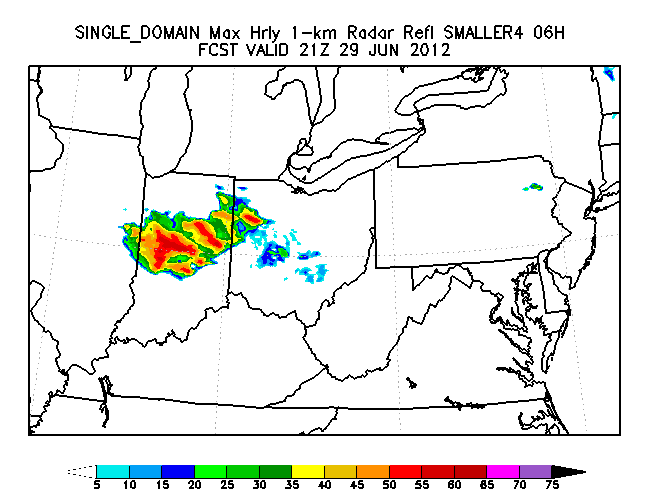 SINGLE_DOMAIN Max Hrly 1-km Radar Refl SMALLER4 06H
FCST VALID 21Z 29 JUN 2012
5 10 15 20 25 30 35 40 45 50 55 60 65 70 75